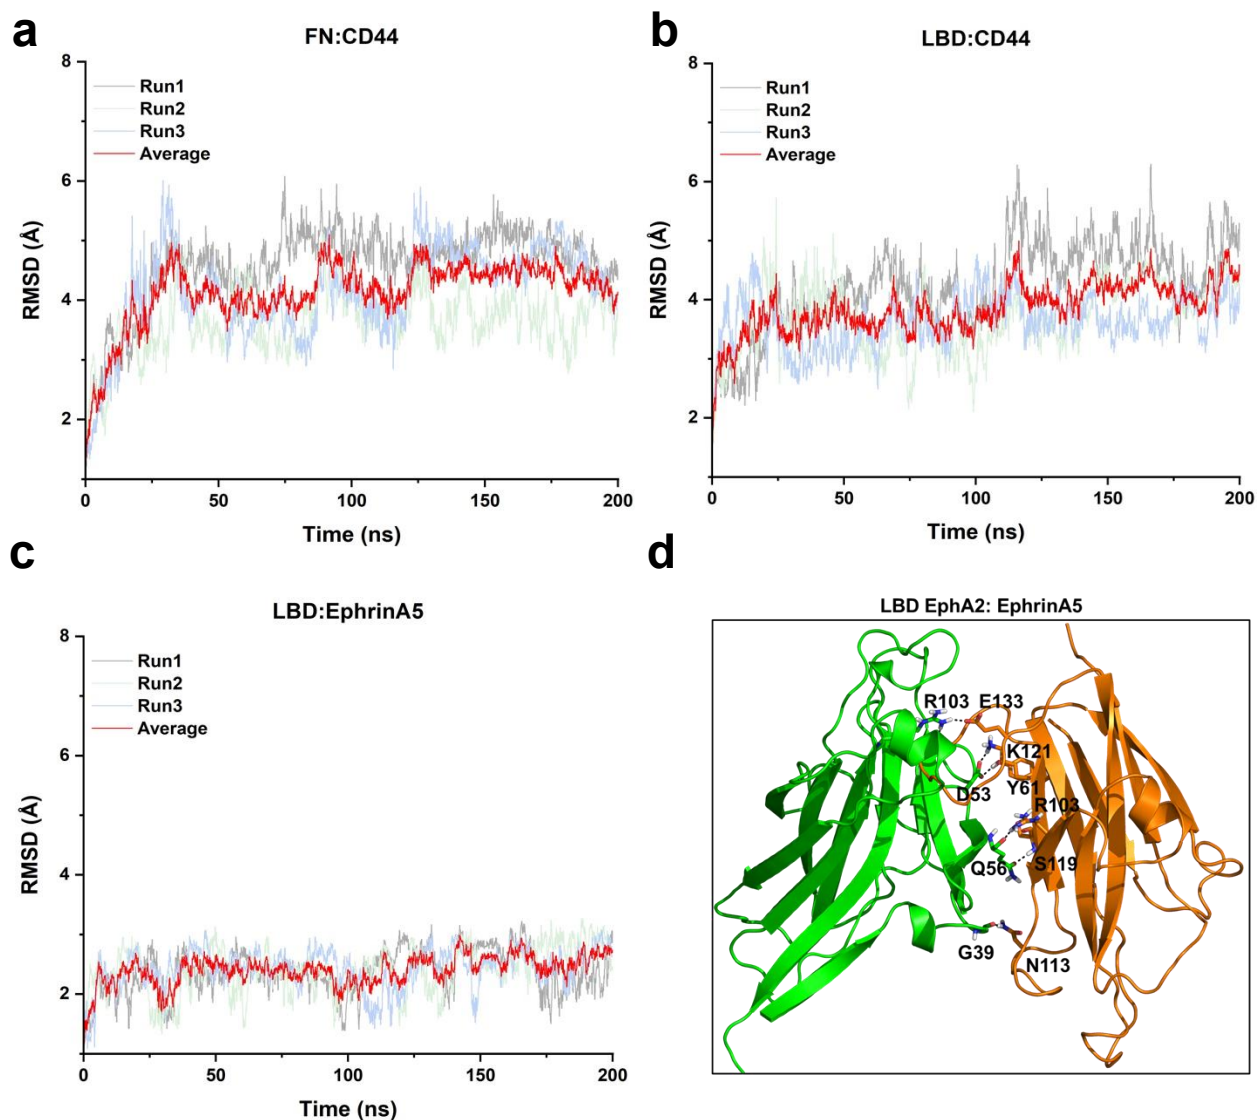 a
FN:CD44
8
6
4
2
RMSD (Å)
Run1
Run2
Run3
Average
0
50
100
150
200
Time (ns)
b
LBD:CD44
8
6
4
2
RMSD (Å)
Run1
Run2
Run3
Average
0
50
100
150
200
Time (ns)
c
LBD:EphrinA5
8
6
4
2
RMSD (Å)
Run1
Run2
Run3
Average
0
50
100
150
200
Time (ns)
d
LBD EphA2: EphrinA5
R103 E133
K121
D53
Y61
R103
Q56
S119
G39
N113